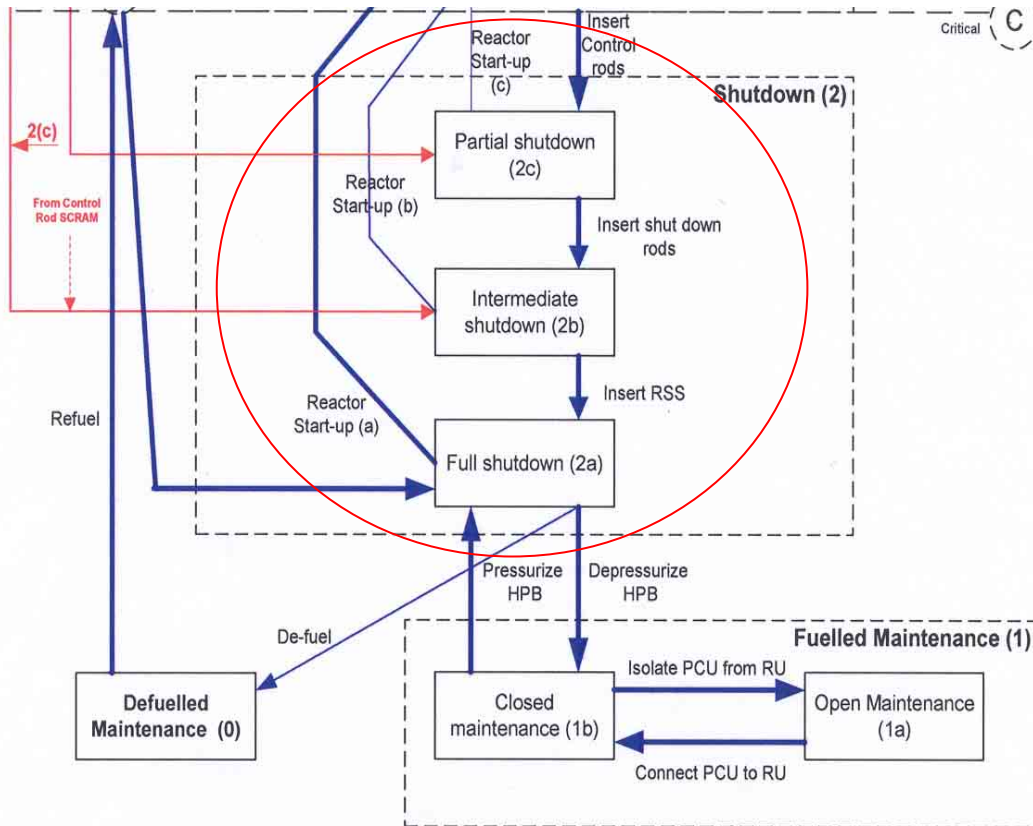 Insert
Control
rods
Reactor
Start-up
(c)
Critical
C
Shutdown (2)
2(c)
Partial shutdown
(2c)
From Control
Rod SCRAM
Reactor
Start-up (b)
Insert shut down
rods
Intermediate
shutdown (2b)
Refuel
Reactor
Start-up (a)
Insert RSS
Full shutdown (2a)
Pressurize
HPB
Depressurize
HPB
De-fuel
Fuelled Maintenance (1)
Isolate PCU from RU
Defuelled
Maintenance (0)
Closed
maintenance (1b)
Open Maintenance
(1a)
Connect PCU to RU